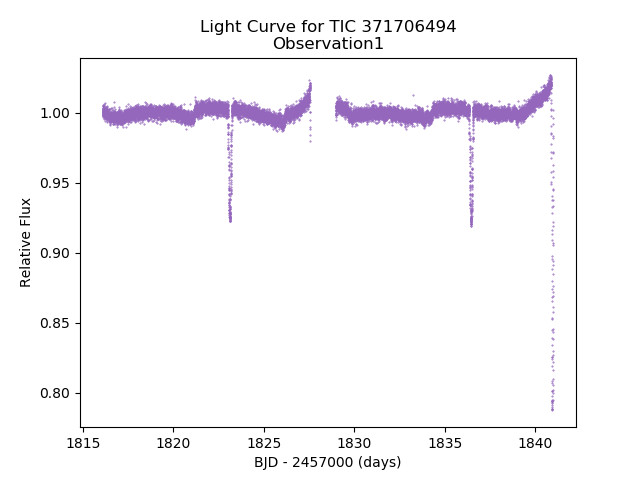 Light Curve for TIC 371706494
Observation1
1.00
0.95
0.90
0.85
0.80
Relative Flux
1815
1820
1825
1830
1835
1840
BJD - 2457000 (days)